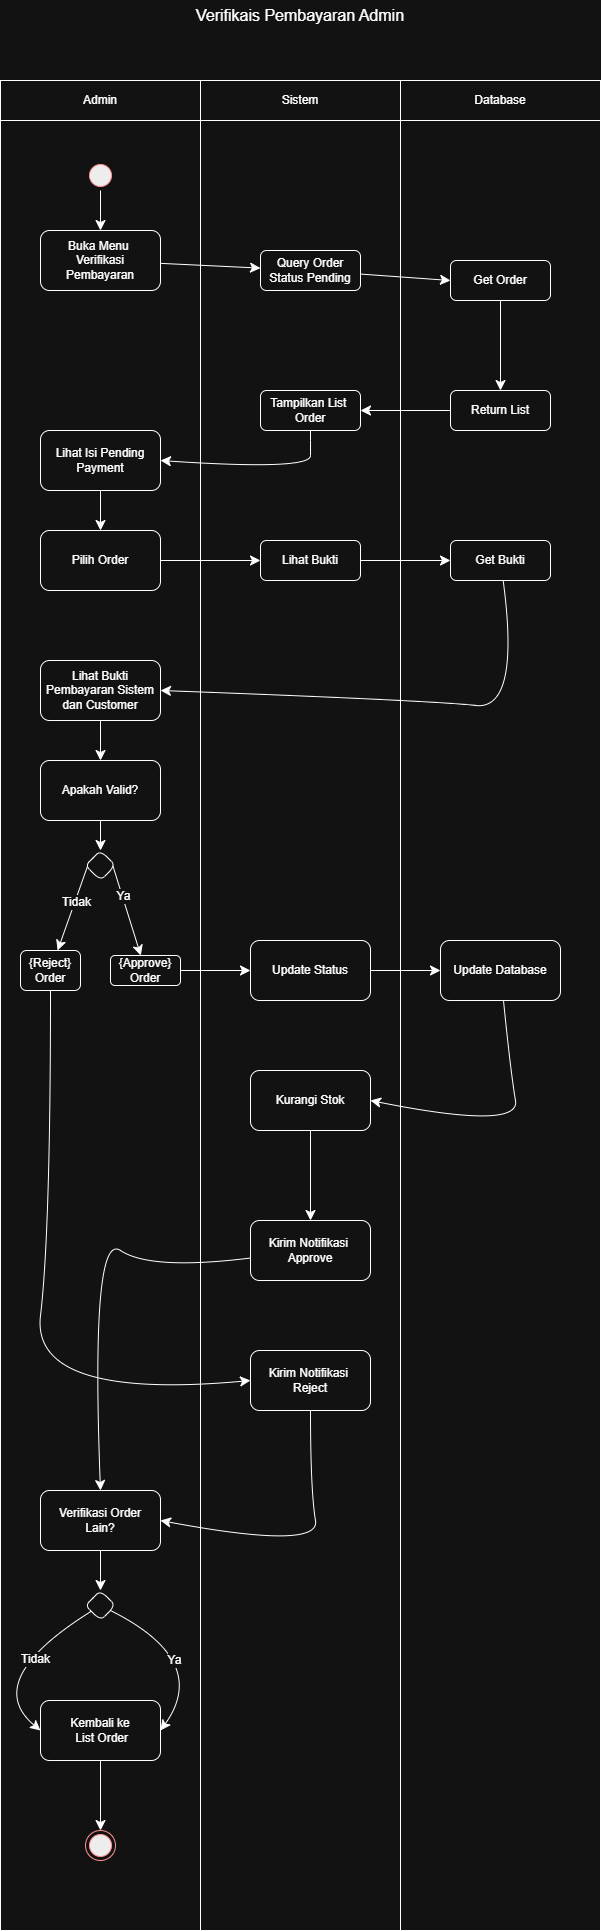 Verifikais Pembayaran Admin
Admin
Sistem
Database
Buka Menu
Verifikasi
Pembayaran
Query Order
Status Pending
Get Order
Tampilkan List
Order
Return List
Lihat Isi Pending
Payment
Pilih Order
Lihat Bukti
Get Bukti
Lihat Bukti
Pembayaran Sistem
dan Customer
Apakah Valid?
Tidak
Ya
{Reject}
Order
{Approve}
Order
Update Status
Update Database
Kurangi Stok
Kirim Notifikasi
Approve
Kirim Notifikasi
Reject
Verifikasi Order
Lain?
Tidak
Ya
Kembali ke
List Order